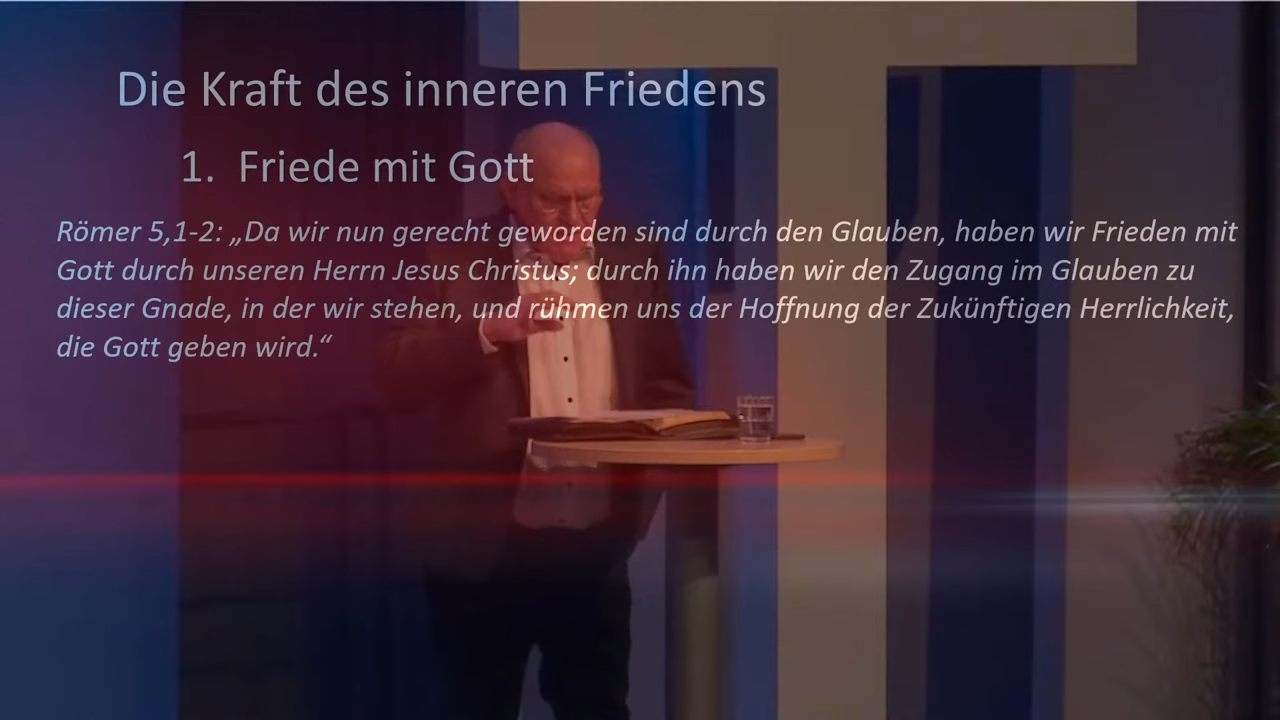 Die Kraft des inneren Friedens
1. Friede mit Gott
Römer 5,1-2: „Da wir nun gerecht geworden sind durch den Glauben, haben wir Frieden mit
Gott durch unseren Herrn Jesus Christus; durch ihn haben wir den Zugang im Glauben zu
dieser Gnade, in der wir stehen, und rühmen uns der Hoffnung der Zukünftigen Herrlichkeit,
die Gott geben wird.“